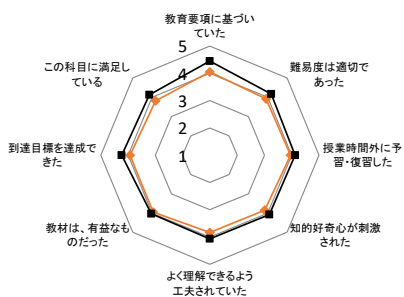 教育要項に基づい
ていた
難易度は適切で
あった
授業時間外に予
習・復習した
知的好奇心が刺激
された
よく理解できるよう
工夫されていた
教材は、有益なも
のだった
到達目標を達成で
きた
この科目に満足し
ている
5
4
3
2
1